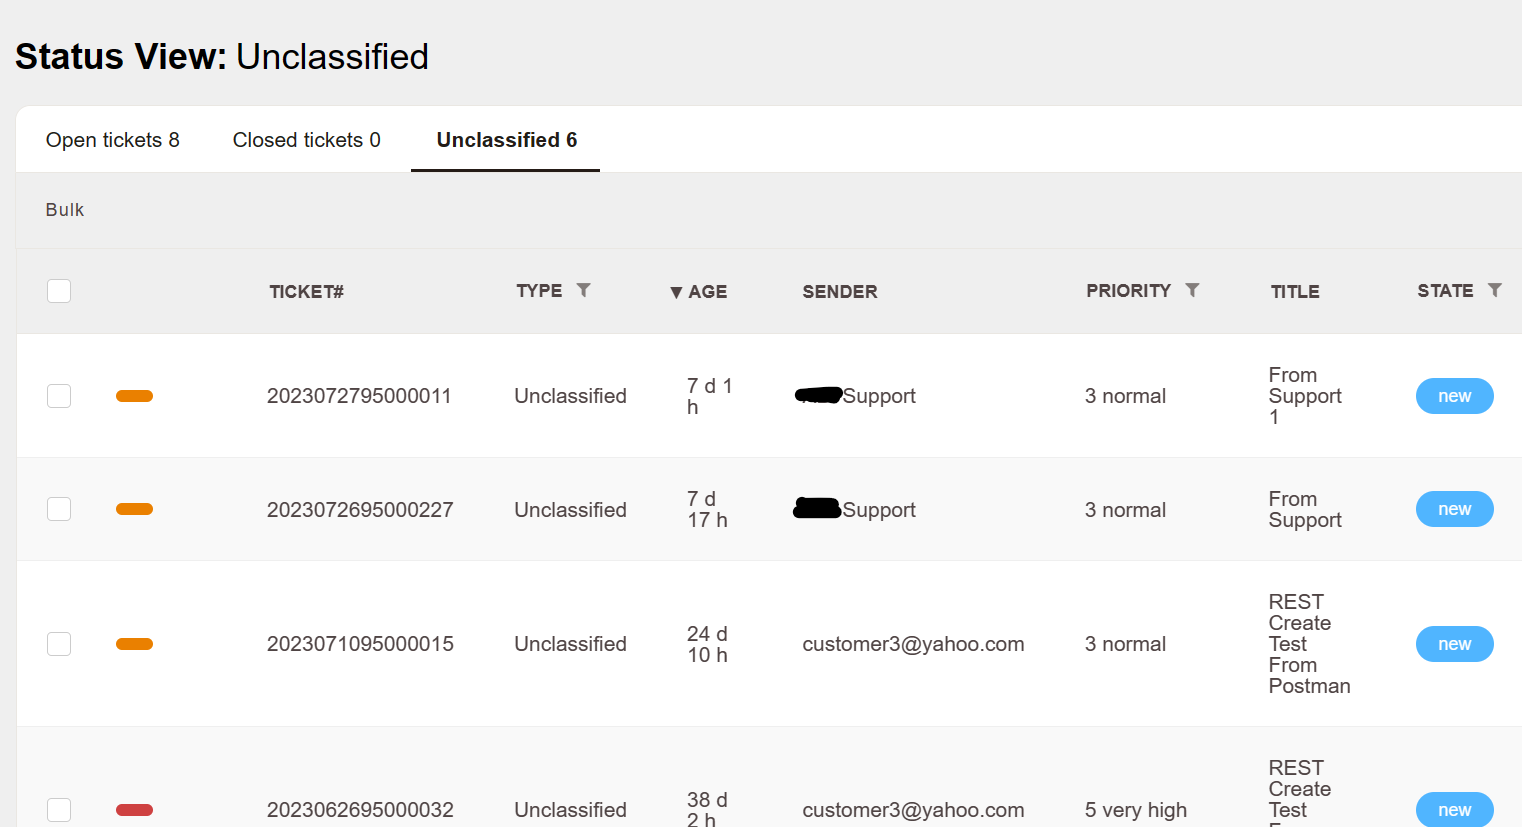 Status View: Unclassified
Open tickets 8 Closed tickets 0 Unclassified 6
Bulk
TICKET# TYPE ▼ AGE SENDER PRIORITY TITLE STATE
2023072795000011 Unclassified 7 d 1 h Support 3 normal From Support 1 new
2023072695000227 Unclassified 7 d 17 h Support 3 normal From Support new
2023071095000015 Unclassified 24 d 10 h customer3@yahoo.com 3 normal REST Create Test From Postman new
2023062695000032 Unclassified 38 d 2 h customer3@yahoo.com 5 very high REST Create Test new